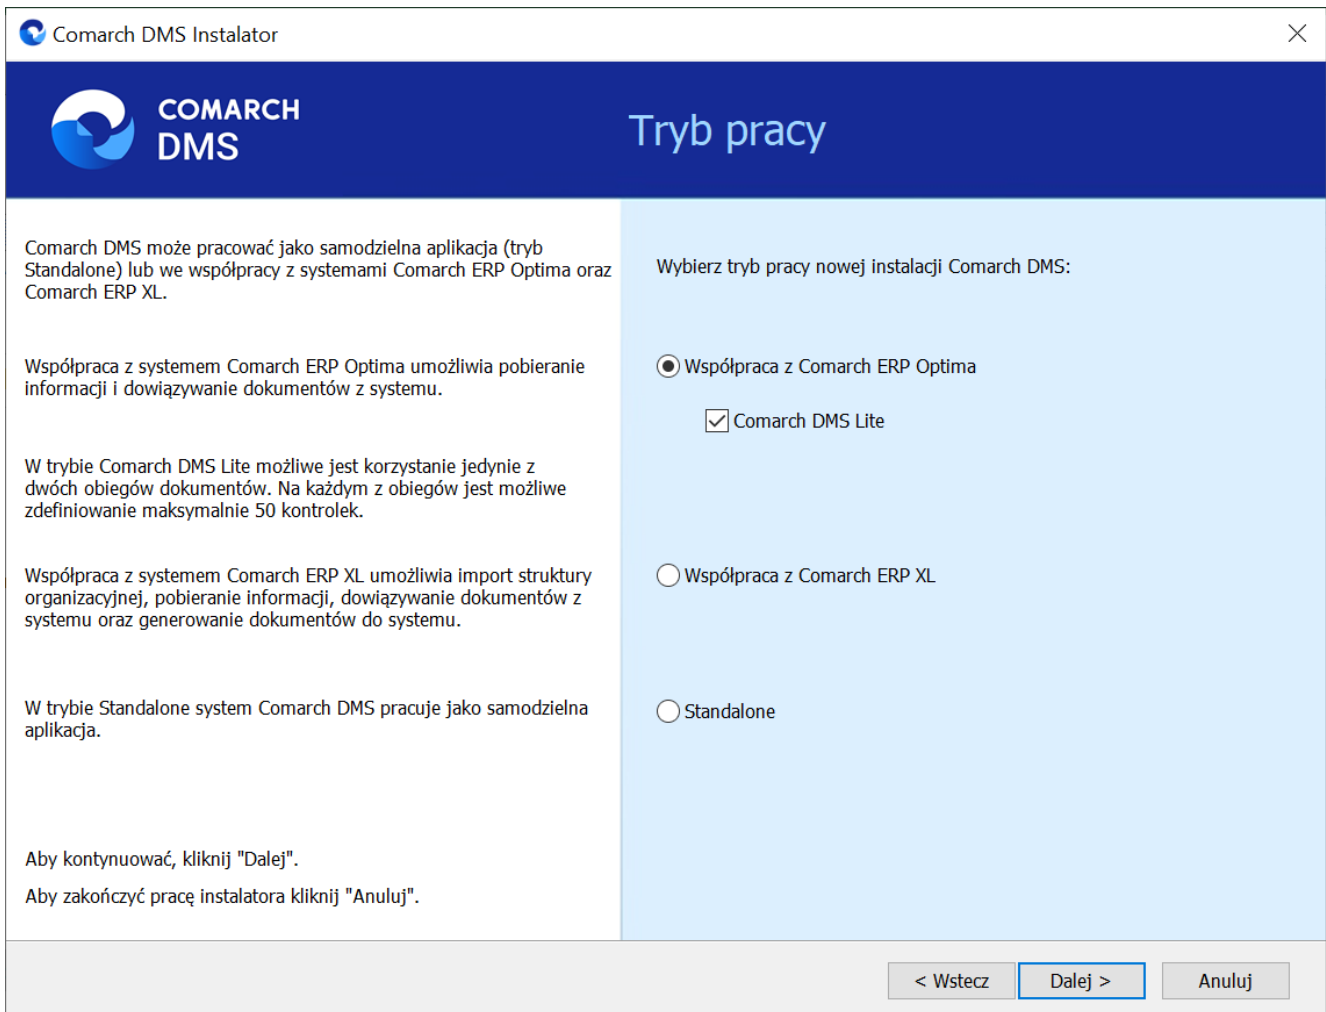 Comarch DMS Instalator
COMARCH
DMS
Tryb pracy
Comarch DMS może pracować jako samodzielna aplikacja (tryb
Standalone) lub we współpracy z systemami Comarch ERP Optima oraz
Comarch ERP XL.
Współpraca z systemem Comarch ERP Optima umożliwia pobieranie
informacji i dowiązywanie dokumentów z systemu.
W trybie Comarch DMS Lite możliwe jest korzystanie jedynie z
dwóch obiegów dokumentów. Na każdym z obiegów jest możliwe
zdefiniowanie maksymalnie 50 kontrolek.
Współpraca z systemem Comarch ERP XL umożliwia import struktury
organizacyjnej, pobieranie informacji, dowiązywanie dokumentów z
systemu oraz generowanie dokumentów do systemu.
W trybie Standalone system Comarch DMS pracuje jako samodzielna
aplikacja.
Aby kontynuować, kliknij "Dalej".
Aby zakończyć pracę instalatora kliknij "Anuluj".
Wybierz tryb pracy nowej instalacji Comarch DMS:
Współpraca z Comarch ERP Optima
Comarch DMS Lite
Współpraca z Comarch ERP XL
Standalone
< Wstecz
Dalej >
Anuluj